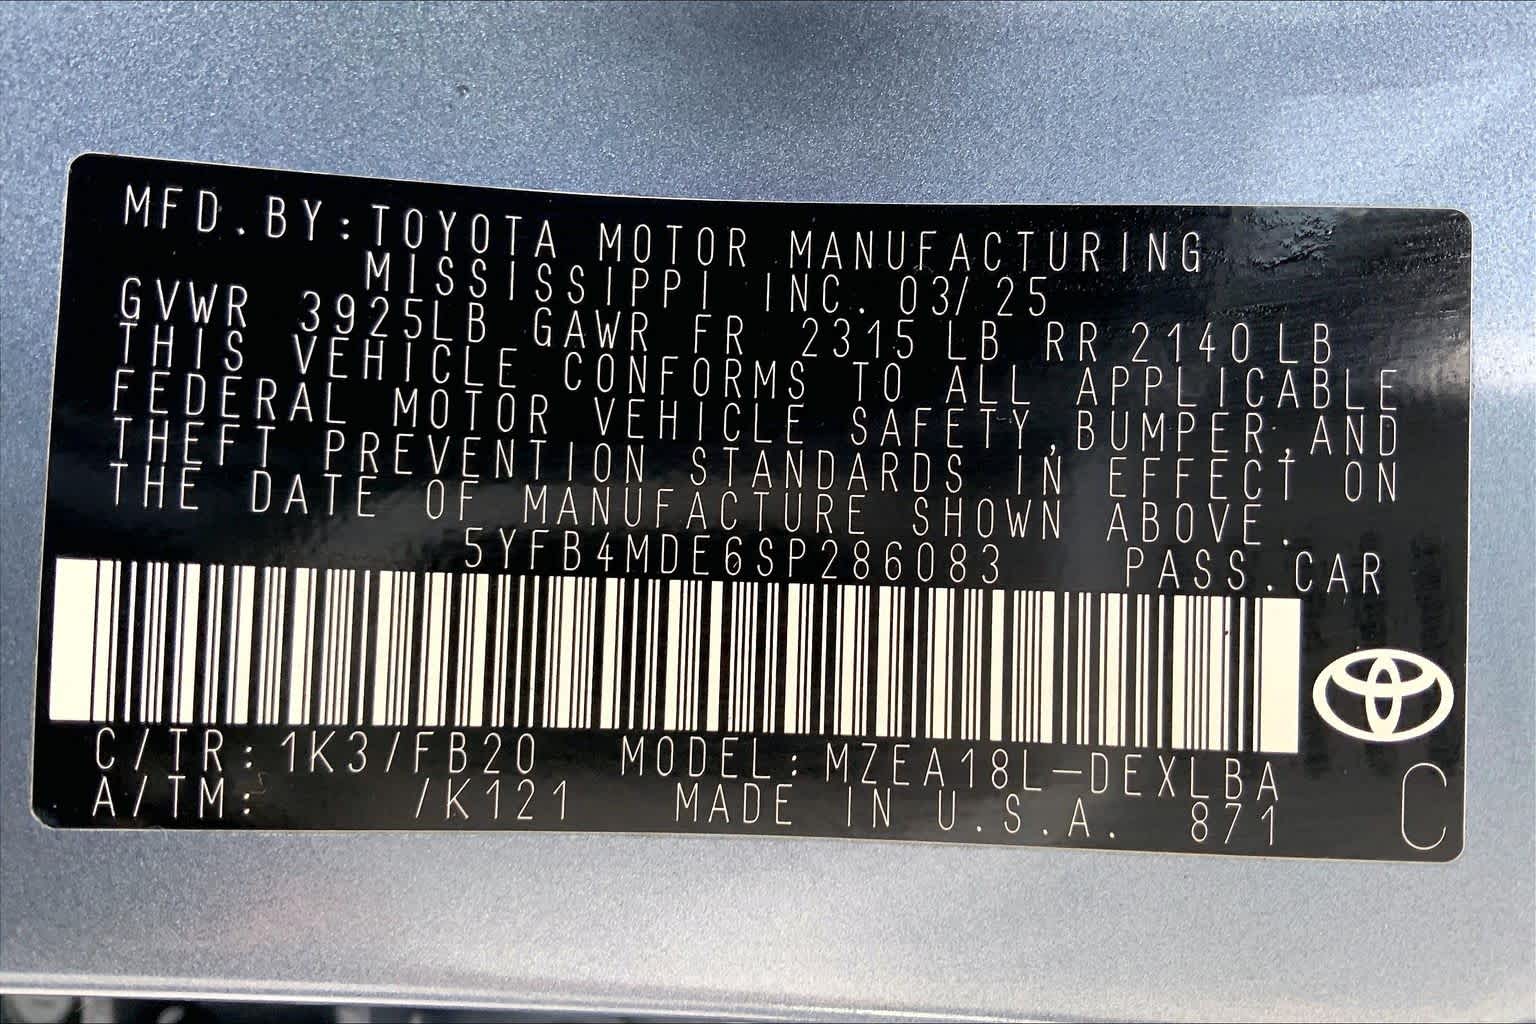 MFD.BY:TOYOTA MOTOR MANUFACTURING
MISSISSIPPI INC. 03/25
GVWR 3925LB GAWR FR 2315LB RR 2140LB
THIS VEHICLE CONFORMS TO ALL APPLICABLE
FEDERAL MOTOR VEHICLE SAFETY,BUMPER,AND
THEFT PREVENTION STANDARDS IN EFFECT ON
THE DATE OF MANUFACTURE SHOWN ABOVE.
5YFB4MDE6SP286083 PASS.CAR
C/TR:1K3/FB20 MODEL:MZEA18L-DEXLBA
A/TM: /K121 MADE IN U.S.A. 871 C